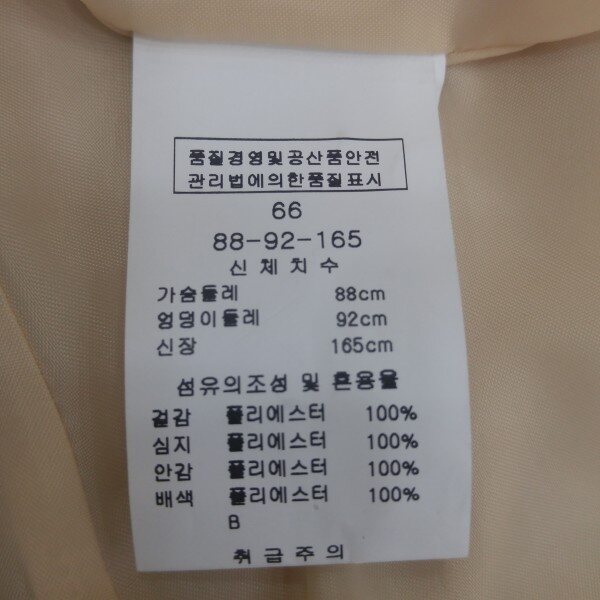 품질경영및공산품안전
관리법에의한품질표시
66
88-92-165
신체치수
가슴둘레 88cm
엉덩이둘레 92cm
신장 165cm
섬유의조성 및 혼용율
겉감 폴리에스터 100%
심지 폴리에스터 100%
안감 폴리에스터 100%
배색 폴리에스터 100%
B
취급주의